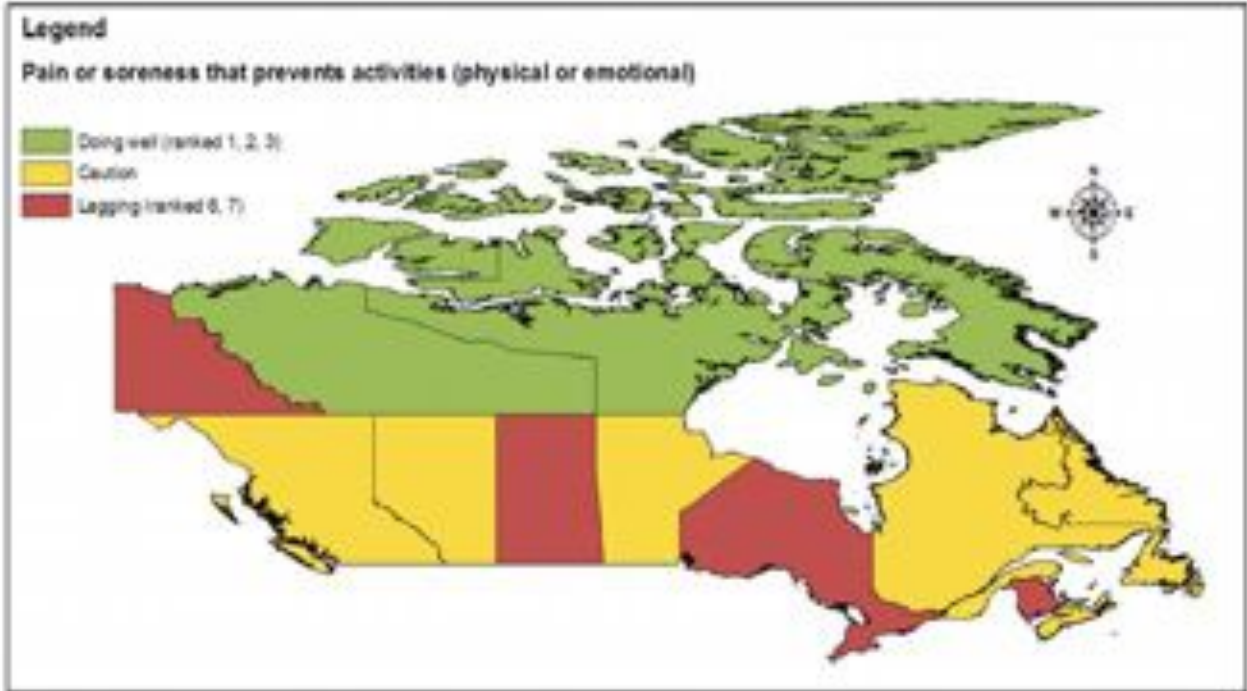 Legend
Pain or soreness that prevents activities (physical or emotional)
Doing well (ranked 1, 2, 3)
Caution
Lagging (ranked 6, 7)
N
W E
S